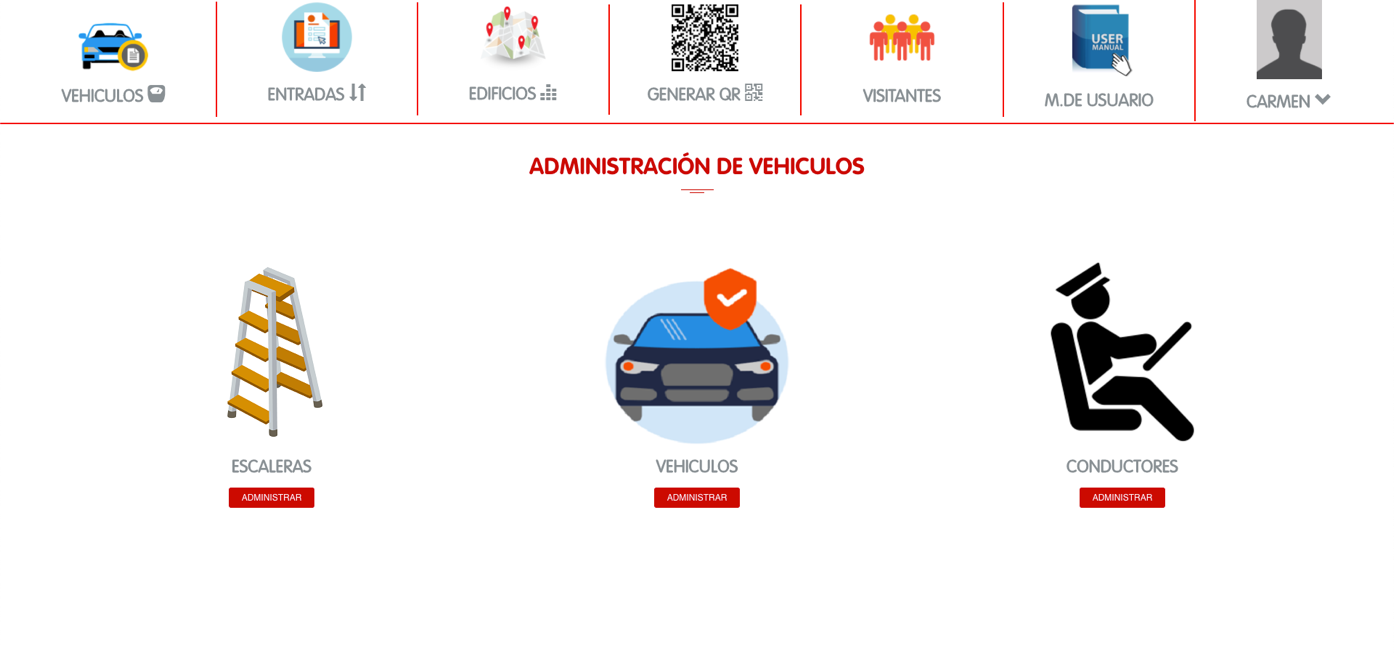 VEHICULOS
ENTRADAS
EDIFICIOS
GENERAR QR
VISITANTES
USER
MANUAL
M.DE USUARIO
CARMEN
ADMINISTRACIÓN DE VEHICULOS
ESCALERAS
VEHICULOS
CONDUCTORES
ADMINISTRAR
ADMINISTRAR
ADMINISTRAR